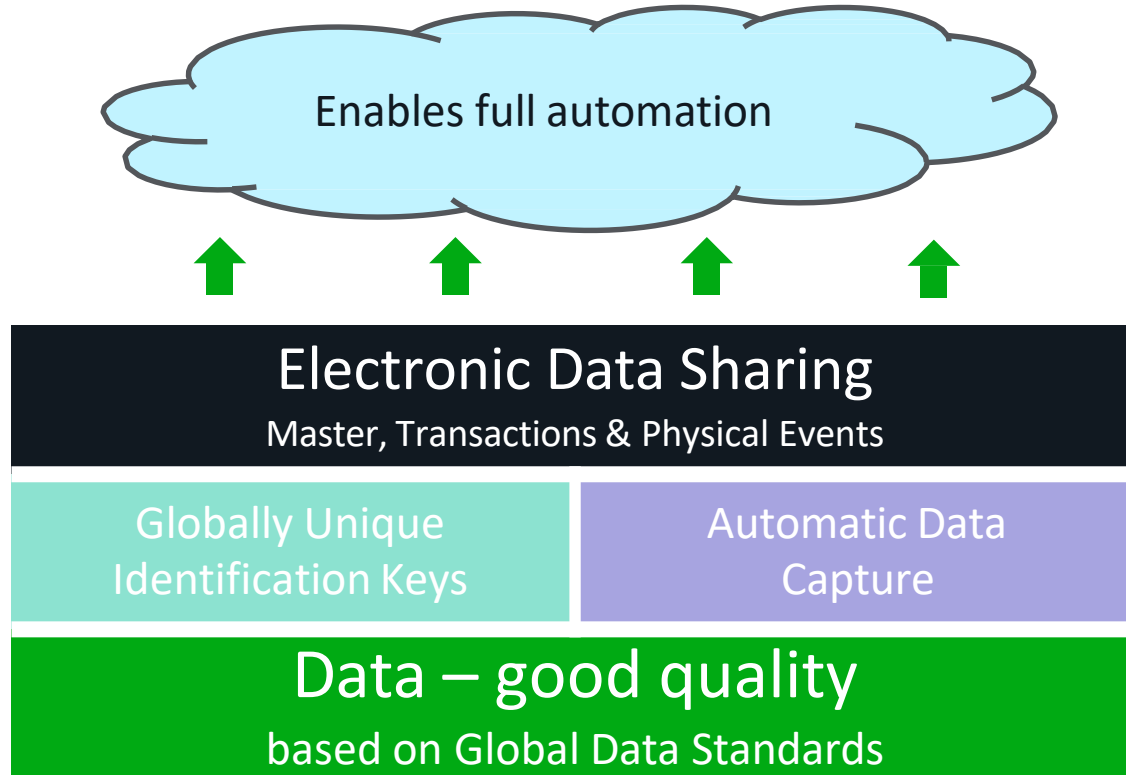 Enables full automation
Electronic Data Sharing
Master, Transactions & Physical Events
Globally Unique
Identification Keys
Automatic Data
Capture
Data – good quality
based on Global Data Standards